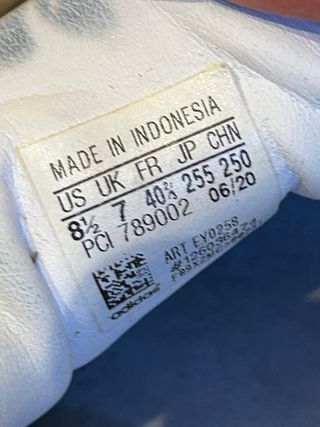 MADE IN INDONESIA
US UK FR JP CHN
8½ 7 40⅔ 255 250
PCI 789002 06/20
ART EY0258
adidas